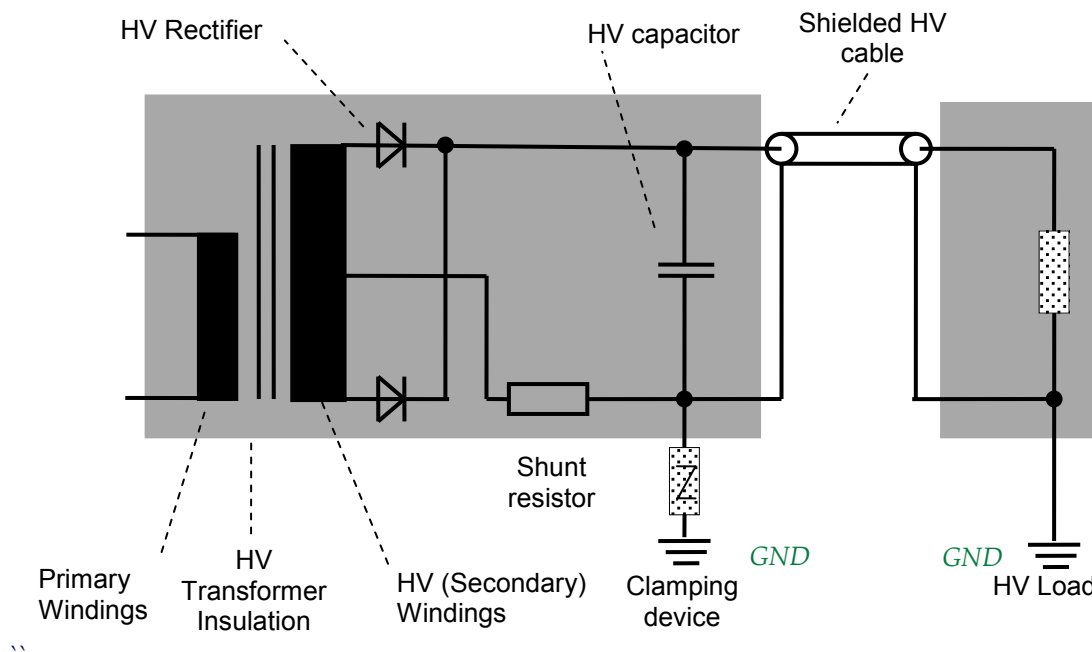 HV Rectifier
HV capacitor
Shielded HV
cable
Shunt
resistor
GND
GND
Primary
Windings
HV
Transformer
Insulation
HV (Secondary)
Windings
Clamping
device
HV Load
``